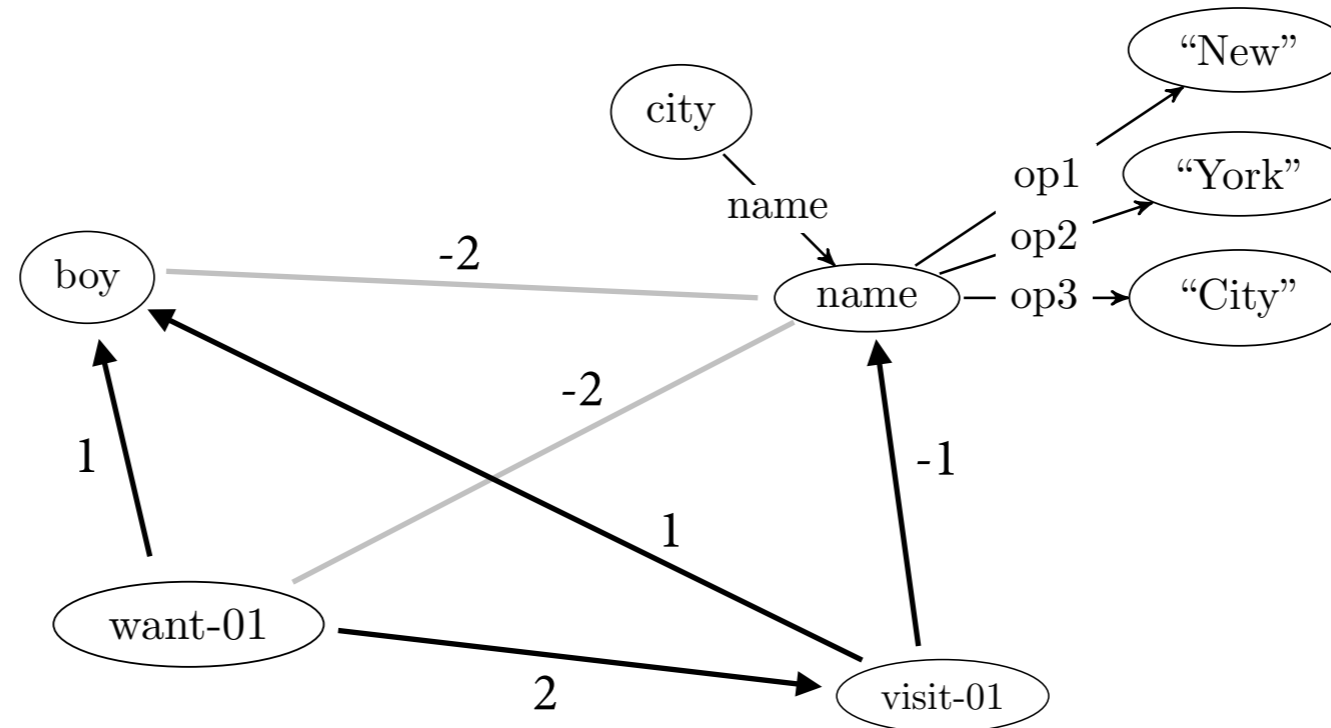 “New”
city
op1
“York”
name
op2
-2
boy
name
op3
“City”
-2
1
-1
1
want-01
2
visit-01